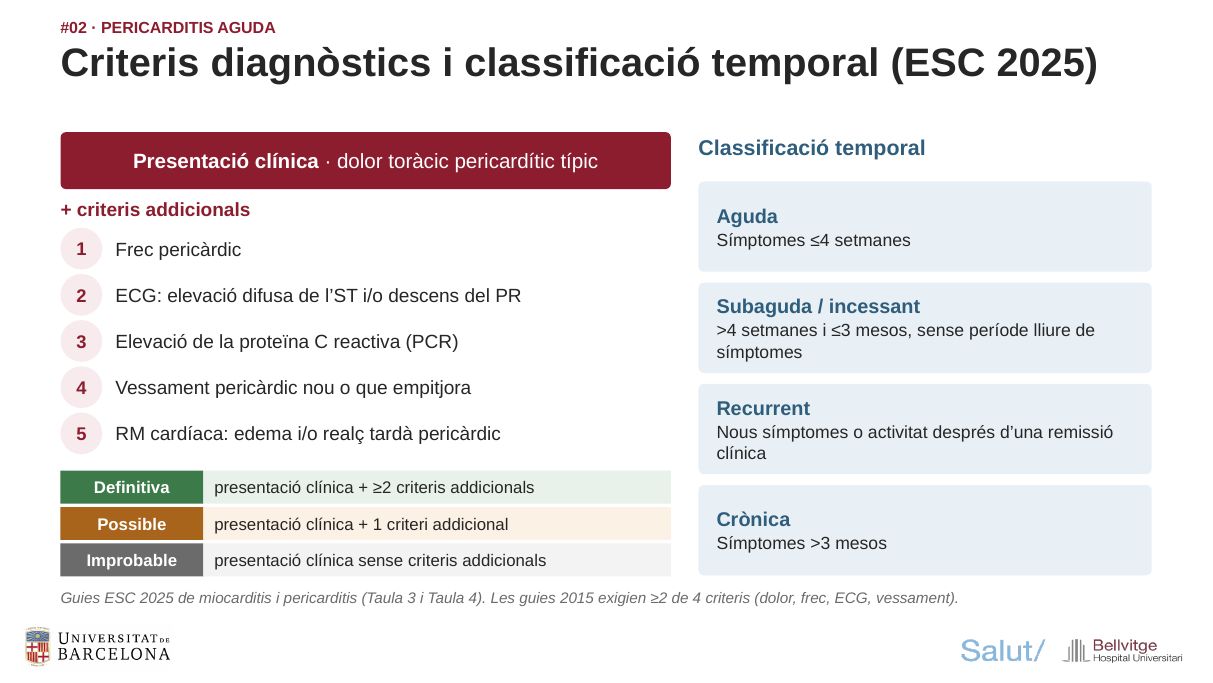 #02 · PERICARDITIS AGUDA
Criteris diagnòstics i classificació temporal (ESC 2025)
Presentació clínica · dolor toràcic pericardític típic
+ criteris addicionals
1 Frec pericàrdic
2 ECG: elevació difusa de l’ST i/o descens del PR
3 Elevació de la proteïna C reactiva (PCR)
4 Vessament pericàrdic nou o que empitjora
5 RM cardíaca: edema i/o realç tardà pericàrdic
Definitiva presentació clínica + ≥2 criteris addicionals
Possible presentació clínica + 1 criteri addicional
Improbable presentació clínica sense criteris addicionals
Classificació temporal
Aguda
Símptomes ≤4 setmanes
Subaguda / incessant
>4 setmanes i ≤3 mesos, sense període lliure de
símptomes
Recurrent
Nous símptomes o activitat després d’una remissió
clínica
Crònica
Símptomes >3 mesos
Guies ESC 2025 de miocarditis i pericarditis (Taula 3 i Taula 4). Les guies 2015 exigien ≥2 de 4 criteris (dolor, frec, ECG, vessament).
UNIVERSITAT DE
BARCELONA
Salut/
Bellvitge
Hospital Universitari